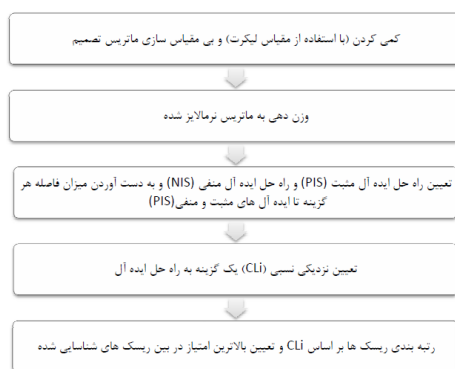 کمی کردن (با استفاده از مقیاس لیکرت) و بی مقیاس سازی ماتریس تصمیم
وزن دهی به ماتریس نرمالایز شده
تعیین راه حل ایده آل مثبت (PIS) و راه حل ایده آل منفی (NIS) و به دست آوردن میزان فاصله هر
گزینه تا ایده آل های مثبت و منفی(PIS)
تعیین نزدیکی نسبی (CLi) یک گزینه به راه حل ایده آل
رتبه بندی ریسک ها بر اساس CLi و تعیین بالاترین امتیاز در بین ریسک های شناسایی شده